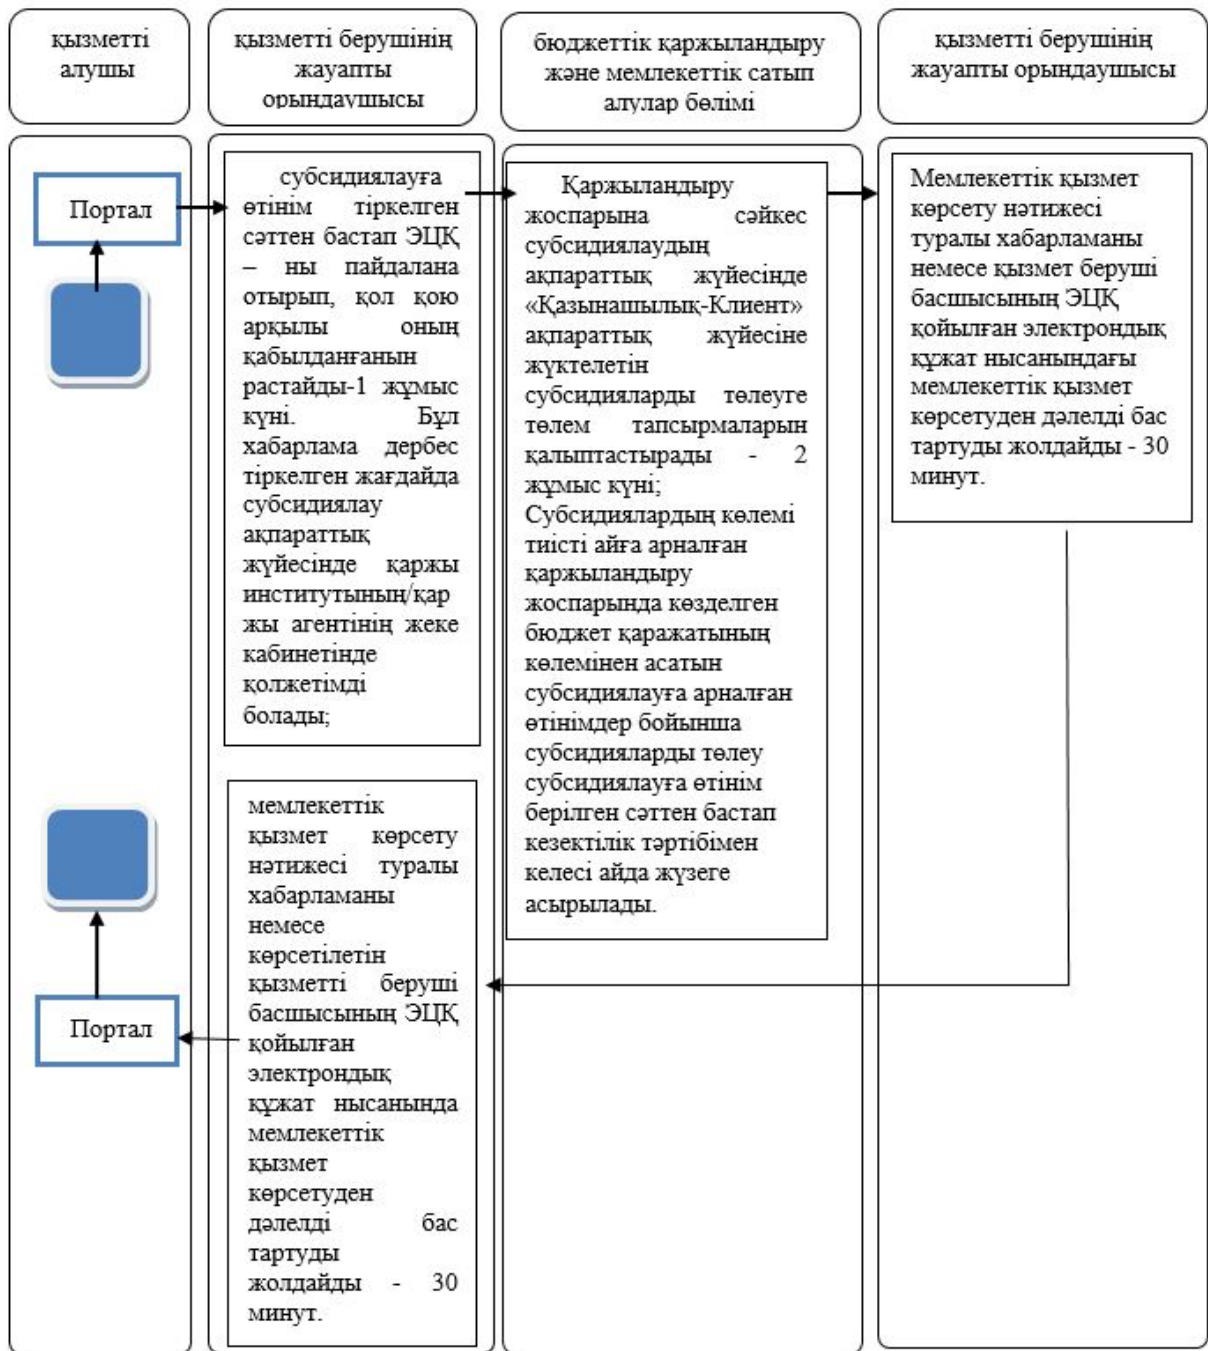 қызметті
алушы
қызметті берушінің
жауапты
орындаушысы
бюджеттік қаржыландыру
және мемлекеттік сатып
алулар бөлімі
қызметті берушінің
жауапты орындаушысы
Портал
субсидиялауға
өтінім тіркелген
сәттен бастап ЭЦҚ
– ны пайдалана
отырып, қол қою
арқылы оның
қабылданғанын
растайды-1 жұмыс
күні. Бұл
хабарлама дербес
тіркелген жағдайда
субсидиялау
ақпараттық
жүйесінде қаржы
институтының/қар
жы агентінің жеке
кабинетінде
қолжетімді
болады;
Қаржыландыру
жоспарына сәйкес
субсидиялаудың
ақпараттық жүйесінде
«Қазынашылық-Клиент»
ақпараттық жүйесіне
жүктелетін
субсидияларды төлеуге
төлем тапсырмаларын
қалыптастырады - 2
жұмыс күні;
Субсидиялардың көлемі
тиісті айға арналған
қаржыландыру
жоспарында көзделген
бюджет қаражатының
көлемінен асатын
субсидиялауға арналған
өтінімдер бойынша
субсидияларды төлеу
субсидиялауға өтінім
берілген сәттен бастап
кезектілік тәртібімен
келесі айда жүзеге
асырылады.
Мемлекеттік қызмет
көрсету нәтижесі
туралы хабарламаны
немесе қызмет беруші
басшысының ЭЦҚ
қойылған электрондық
құжат нысанындағы
мемлекеттік қызмет
көрсетуден дәлелді бас
тартуды жолдайды - 30
минут.
мемлекеттік
қызмет көрсету
нәтижесі туралы
хабарламаны
немесе
көрсетілетін
қызметті беруші
басшысының ЭЦҚ
қойылған
электрондық
құжат нысанында
мемлекеттік
қызмет
көрсетуден
дәлелді бас
тартуды
жолдайды - 30
минут.
Портал